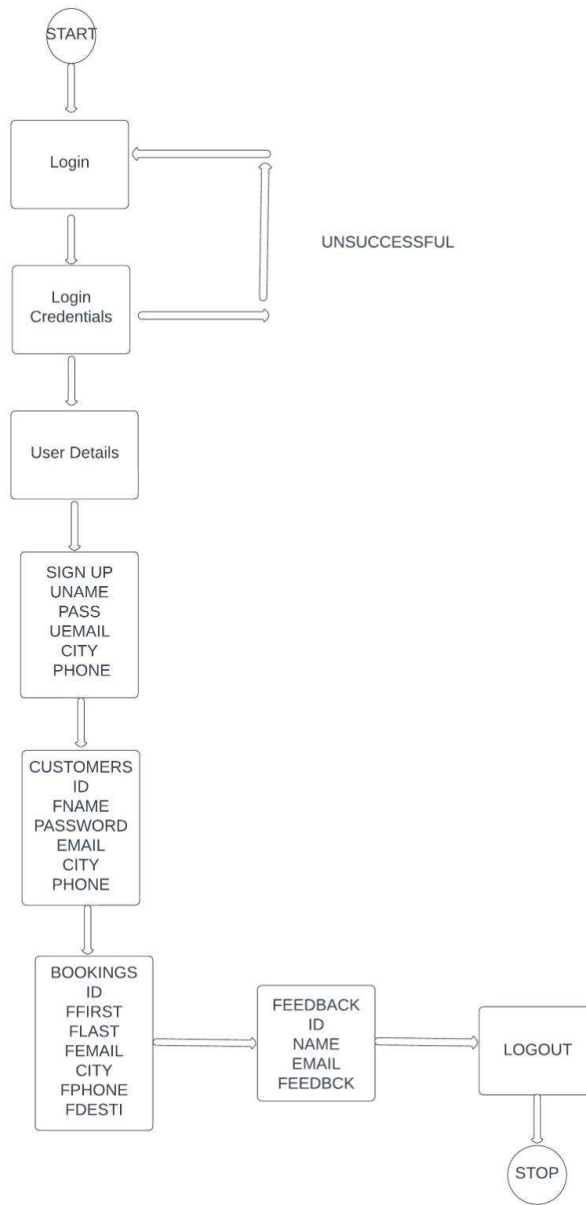 START
Login
UNSUCCESSFUL
Login
Credentials
User Details
SIGN UP
UNAME
PASS
UEMAIL
CITY
PHONE
CUSTOMERS
ID
FNAME
PASSWORD
EMAIL
CITY
PHONE
BOOKINGS
ID
FFIRST
FLAST
FEMAIL
CITY
FPHONE
FDESTI
FEEDBACK
ID
NAME
EMAIL
FEEDBCK
LOGOUT
STOP